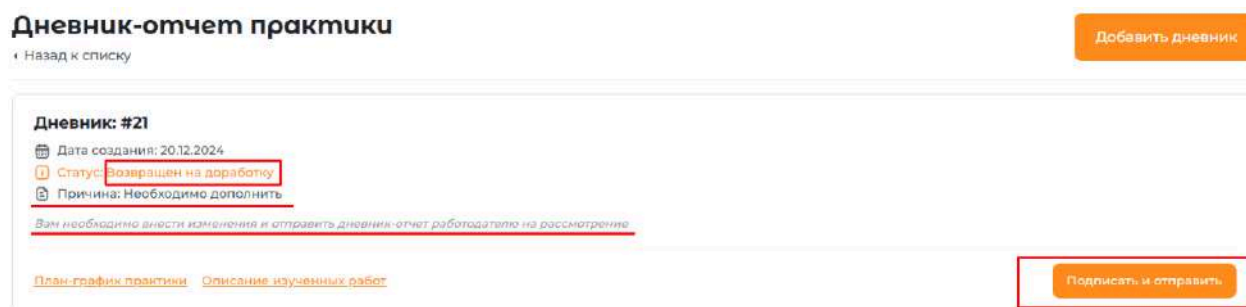 Дневник-отчет практики
Добавить дневник
Назад к списку
Дневник: #21
Дата создания: 20.12.2024
Статус: Возвращен на доработку
Причина: Необходимо дополнить
Вам необходимо внести изменения и отправить дневник-отчет работодателю на рассмотрение
План-график практики Описание изученных работ
Подписать и отправить